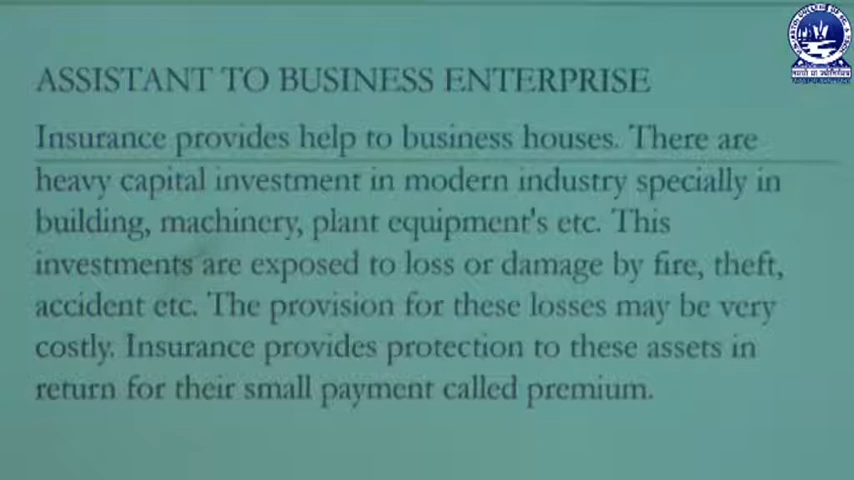 ASSISTANT TO BUSINESS ENTERPRISE
Insurance provides help to business houses. There are
heavy capital investment in modern industry specially in
building, machinery, plant equipment's etc. This
investments are exposed to loss or damage by fire, theft,
accident etc. The provision for these losses may be very
costly. Insurance provides protection to these assets in
return for their small payment called premium.